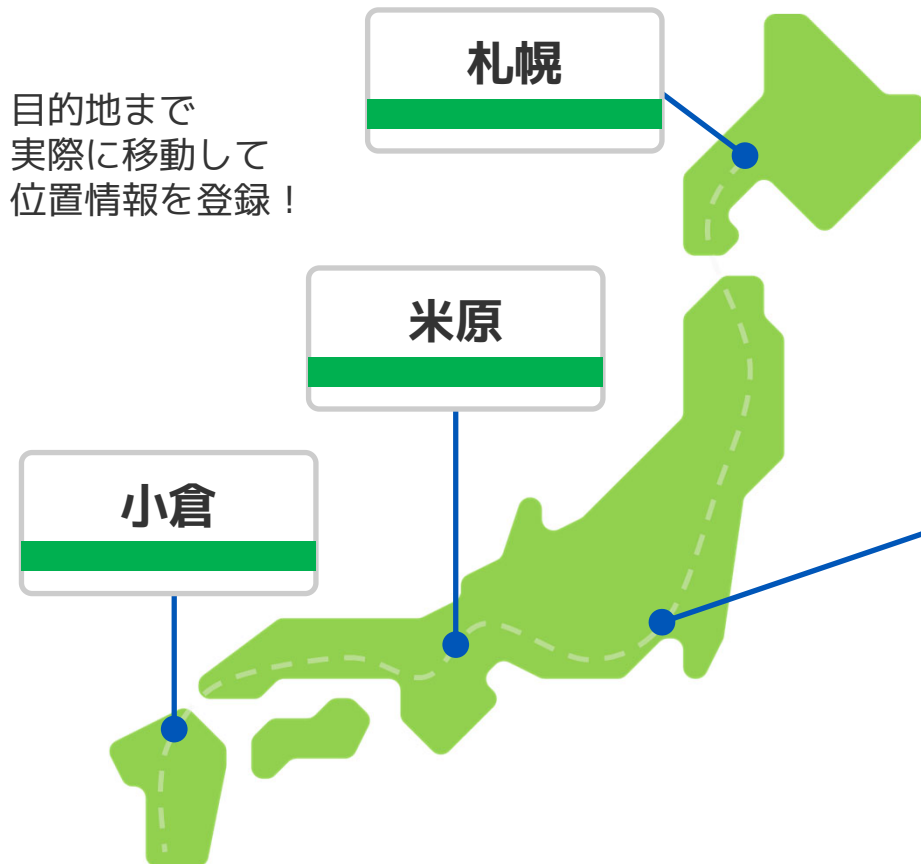 札幌
目的地まで
実際に移動して
位置情報を登録！
米原
小倉